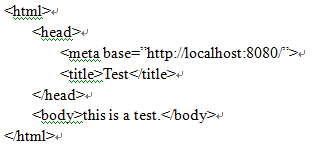 <html>
<head>
<meta base=”http://localhost:8080/”>
<title>Test</title>
</head>
<body>this is a test.</body>
</html>